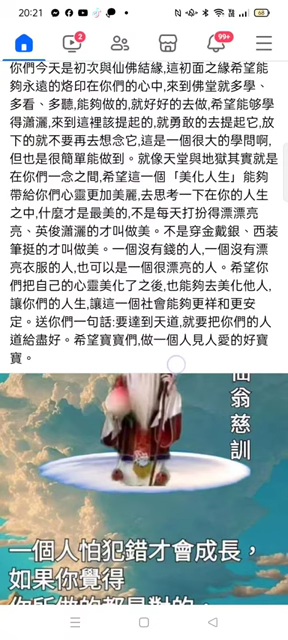 20:21
68
2
99+
你們今天是初次與仙佛結緣,這初面之緣希望能
夠永遠的烙印在你們的心中,來到佛堂就多學、
多看、多聽,能夠做的,就好好的去做,希望能夠學
得瀟灑,來到這裡該提起的,就勇敢的去提起它,放
下的就不要再去想念它,這是一個很大的學問啊,
但也是很簡單能做到。就像天堂與地獄其實就是
在你們一念之間,希望這一個「美化人生」能夠
帶給你們心靈更加美麗,去思考一下在你的人生
之中,什麼才是最美的,不是每天打扮得漂漂亮
亮、英俊瀟灑的才叫做美。不是穿金戴銀、西裝
筆挺的才叫做美。一個沒有錢的人,一個沒有漂
亮衣服的人,也可以是一個很漂亮的人。希望你
們把自己的心靈美化了之後,也能夠去美化他人,
讓你們的人生,讓這一個社會能夠更祥和更安
定。送你們一句話:要達到天道,就要把你們的人
道給盡好。希望寶寶們,做一個人見人愛的好寶
寶。
仙翁慈訓
一個人怕犯錯才會成長,
如果你覺得
你所做的都是對的,